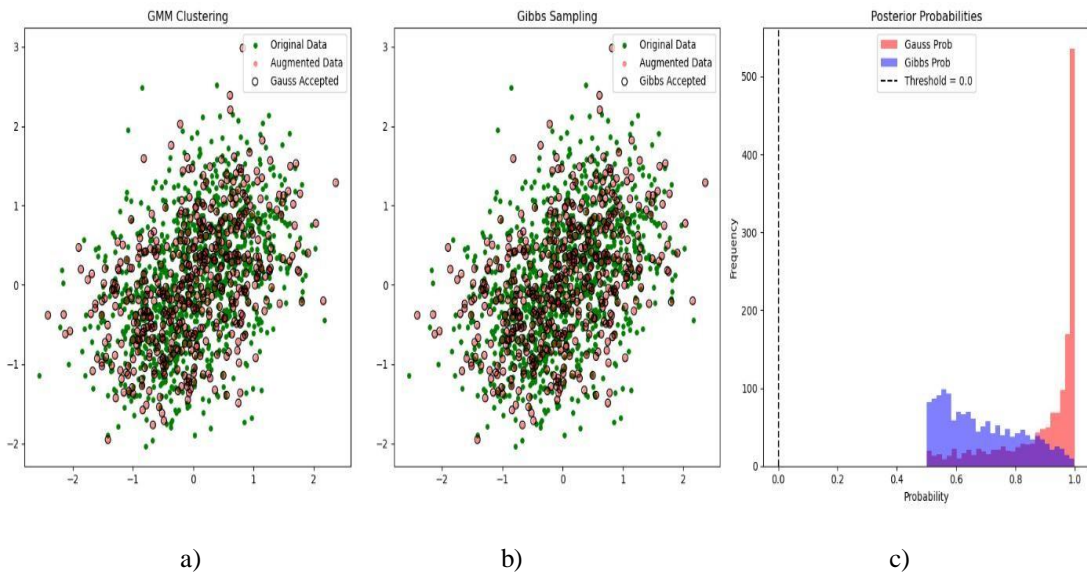 GMM Clustering
Original Data
Augmented Data
Gauss Accepted
3
2
1
0
−1
−2
−2 −1 0 1 2
a)
Gibbs Sampling
Original Data
Augmented Data
Gibbs Accepted
3
2
1
0
−1
−2
−2 −1 0 1 2
b)
Posterior Probabilities
Gauss Prob
Gibbs Prob
Threshold = 0.0
Frequency
500
400
300
200
100
0
0.0 0.2 0.4 0.6 0.8 1.0
Probability
c)